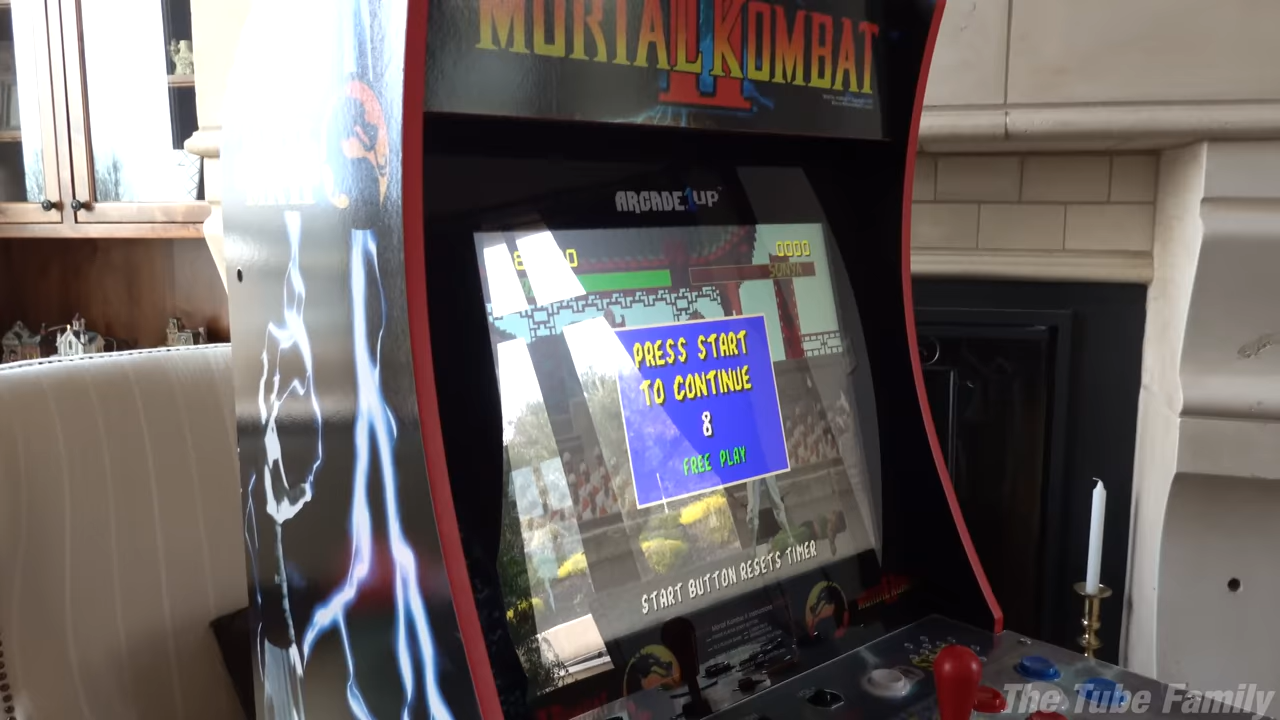 MORTAL KOMBAT
II
ARCADE1UP
0000
SONYA
PRESS START
TO CONTINUE
8
FREE PLAY
START BUTTON RESETS TIMER
The Tube Family